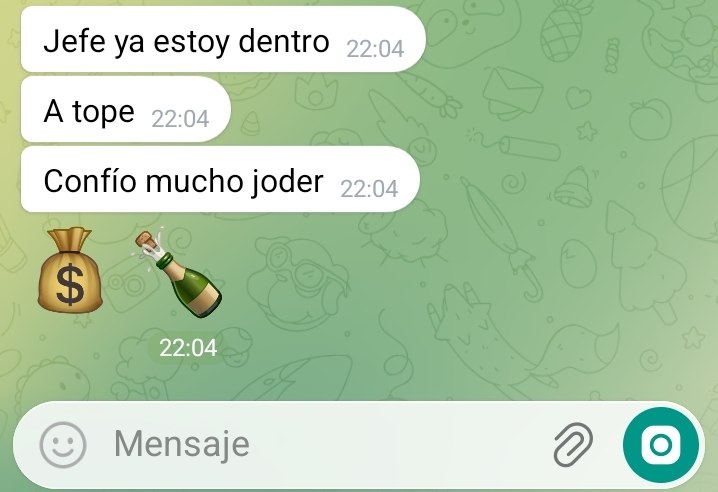 Jefe ya estoy dentro 22:04
A tope 22:04
Confío mucho joder 22:04
$
22:04
Mensaje